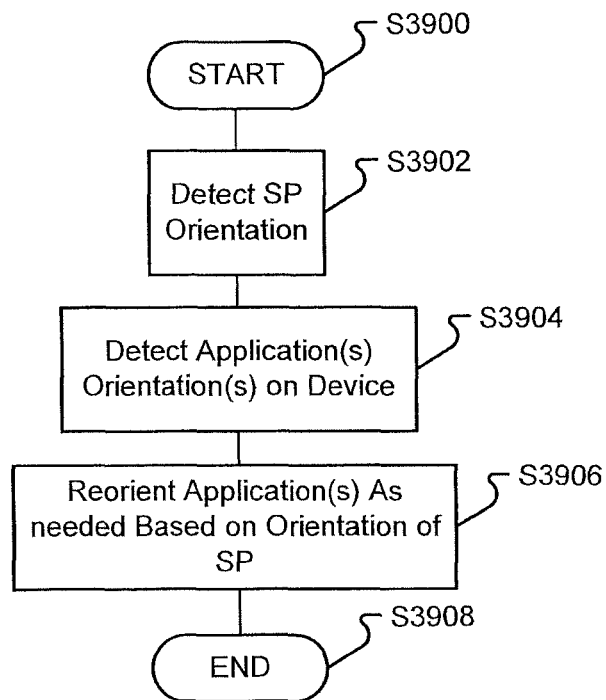 S3900
START
S3902
Detect SP
Orientation
S3904
Detect Application(s)
Orientation(s) on Device
S3906
Reorient Application(s) As
needed Based on Orientation of
SP
S3908
END